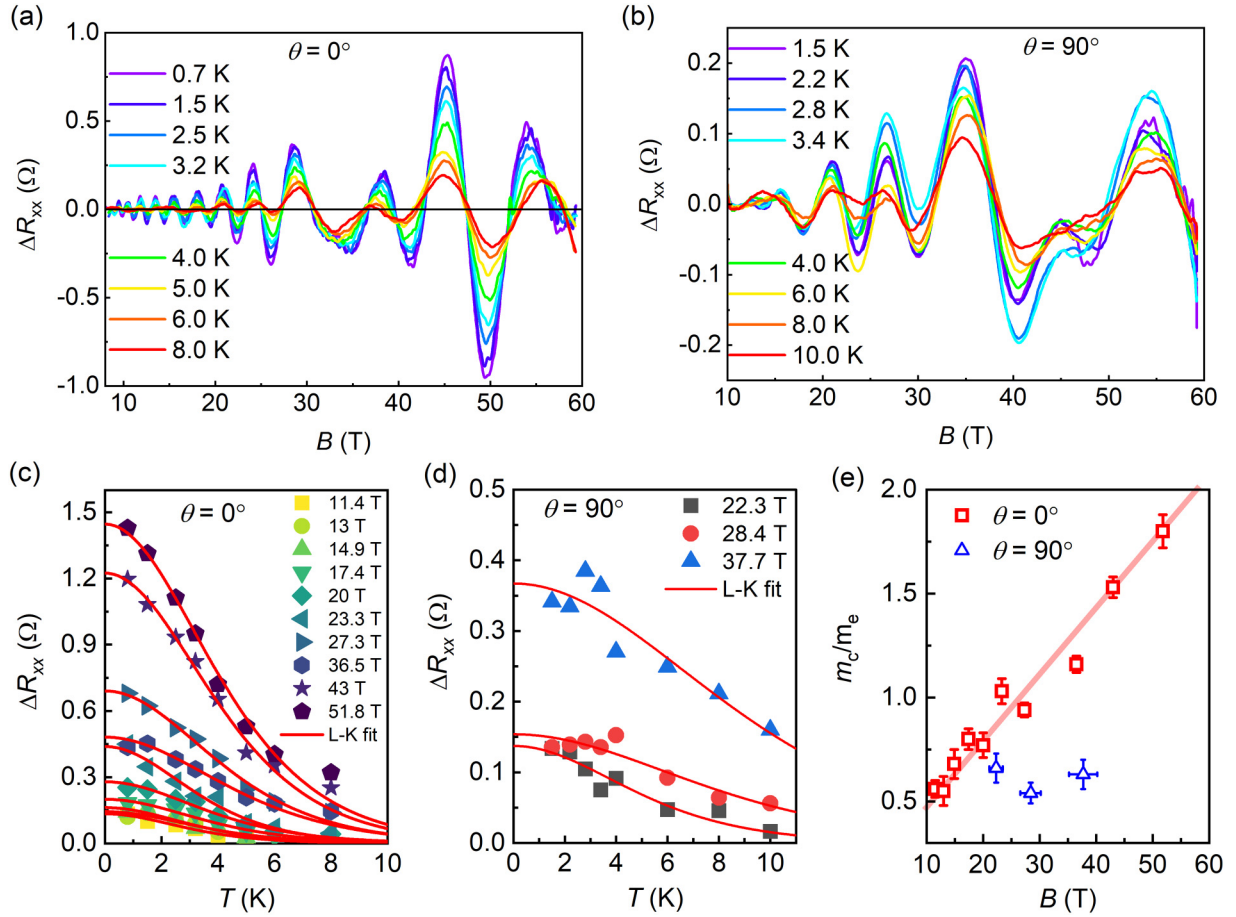 (a)
1.0
0.5
0.0
-0.5
-1.0
ΔRxx (Ω)
θ = 0°
0.7 K
1.5 K
2.5 K
3.2 K
4.0 K
5.0 K
6.0 K
8.0 K
10 20 30 40 50 60
B (T)
(b)
0.2
0.1
0.0
-0.1
-0.2
ΔRxx (Ω)
θ = 90°
1.5 K
2.2 K
2.8 K
3.4 K
4.0 K
6.0 K
8.0 K
10.0 K
10 20 30 40 50 60
B (T)
(c)
1.5
1.2
0.9
0.6
0.3
0.0
ΔRxx (Ω)
θ = 0°
11.4 T
13 T
14.9 T
17.4 T
20 T
23.3 T
27.3 T
36.5 T
43 T
51.8 T
L-K fit
0 2 4 6 8 10
T (K)
(d)
0.5
0.4
0.3
0.2
0.1
0.0
ΔRxx (Ω)
θ = 90°
22.3 T
28.4 T
37.7 T
L-K fit
0 2 4 6 8 10
T (K)
(e)
2.0
1.5
1.0
0.5
mc/me
θ = 0°
θ = 90°
10 20 30 40 50 60
B (T)